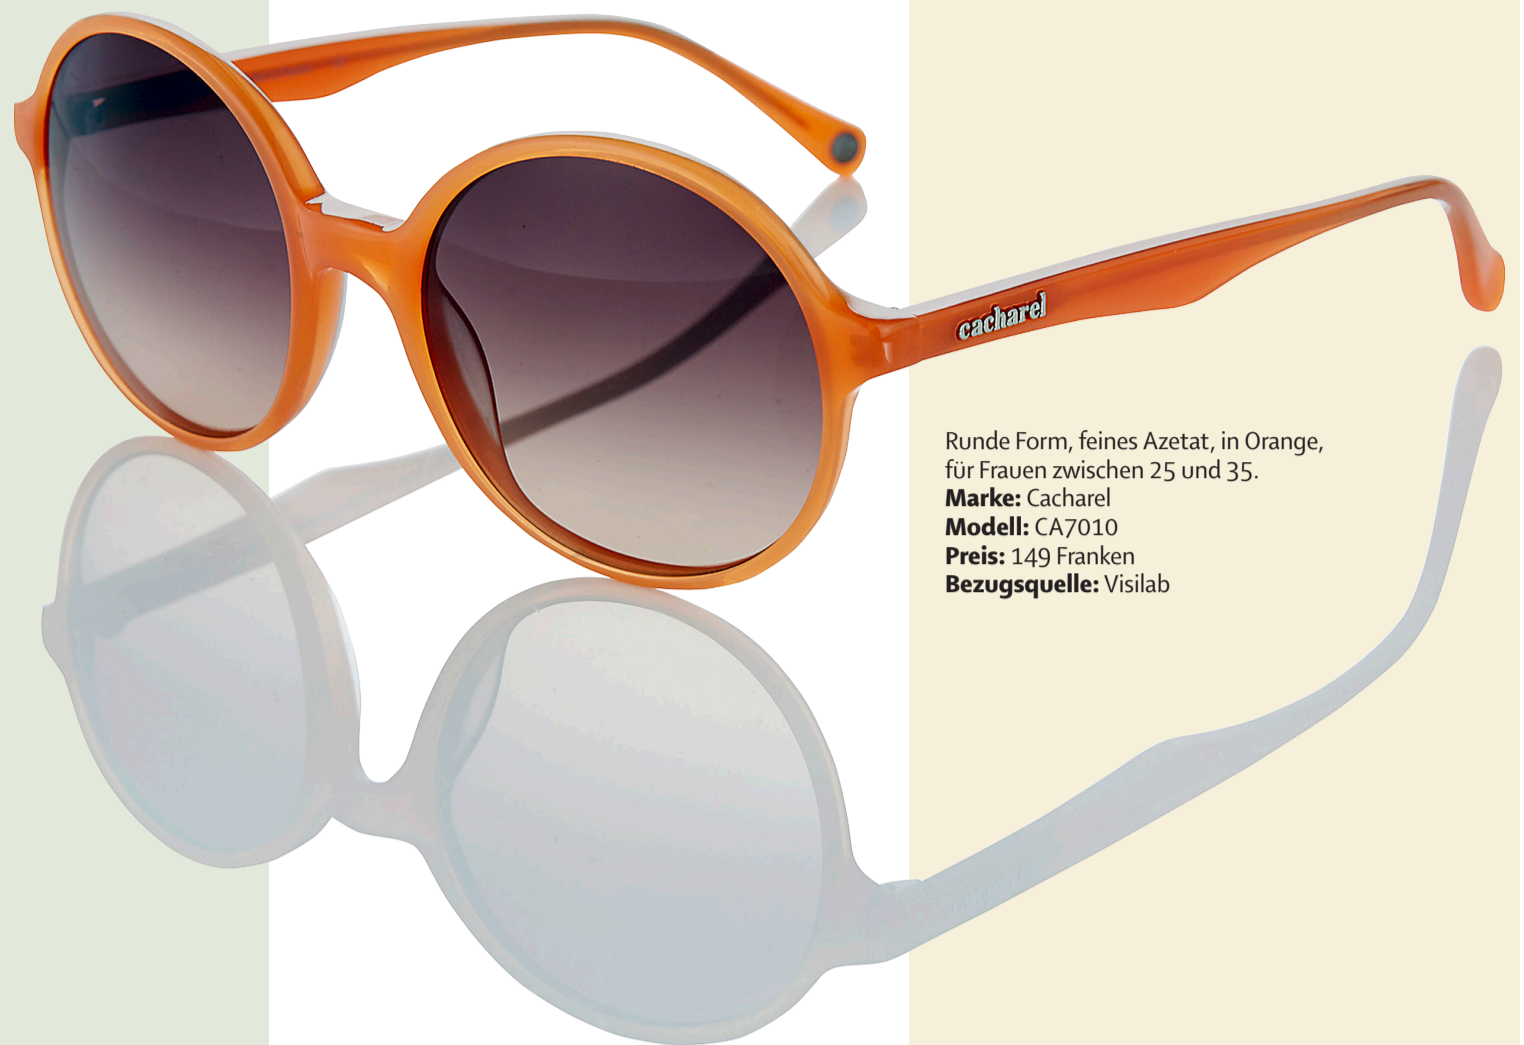 cacharel
Runde Form, feines Azetat, in Orange,
für Frauen zwischen 25 und 35.
Marke: Cacharel
Modell: CA7010
Preis: 149 Franken
Bezugsquelle: Visilab